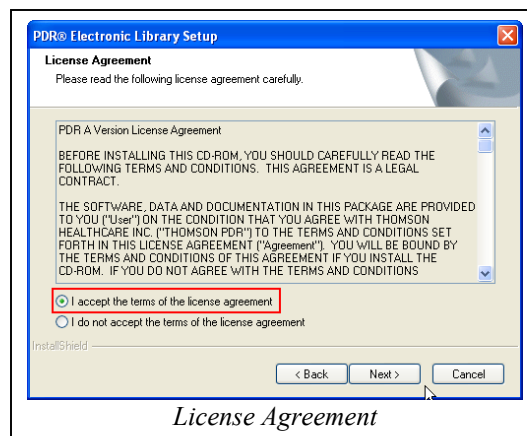 PDR® Electronic Library Setup
License Agreement
Please read the following license agreement carefully.
PDR A Version License Agreement
BEFORE INSTALLING THIS CD-ROM, YOU SHOULD CAREFULLY READ THE
FOLLOWING TERMS AND CONDITIONS. THIS AGREEMENT IS A LEGAL
CONTRACT.
THE SOFTWARE, DATA AND DOCUMENTATION IN THIS PACKAGE ARE PROVIDED
TO YOU ("User") ON THE CONDITION THAT YOU AGREE WITH THOMSON
HEALTHCARE INC. ("THOMSON PDR") TO THE TERMS AND CONDITIONS SET
FORTH IN THIS LICENSE AGREEMENT ("Agreement"). YOU WILL BE BOUND BY
THE TERMS AND CONDITIONS OF THIS AGREEMENT IF YOU INSTALL THE
CD-ROM. IF YOU DO NOT AGREE WITH THE TERMS AND CONDITIONS
I accept the terms of the license agreement
I do not accept the terms of the license agreement
InstallShield
< Back Next > Cancel
License Agreement